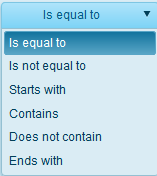 Is equal to
Is equal to
Is not equal to
Starts with
Contains
Does not contain
Ends with